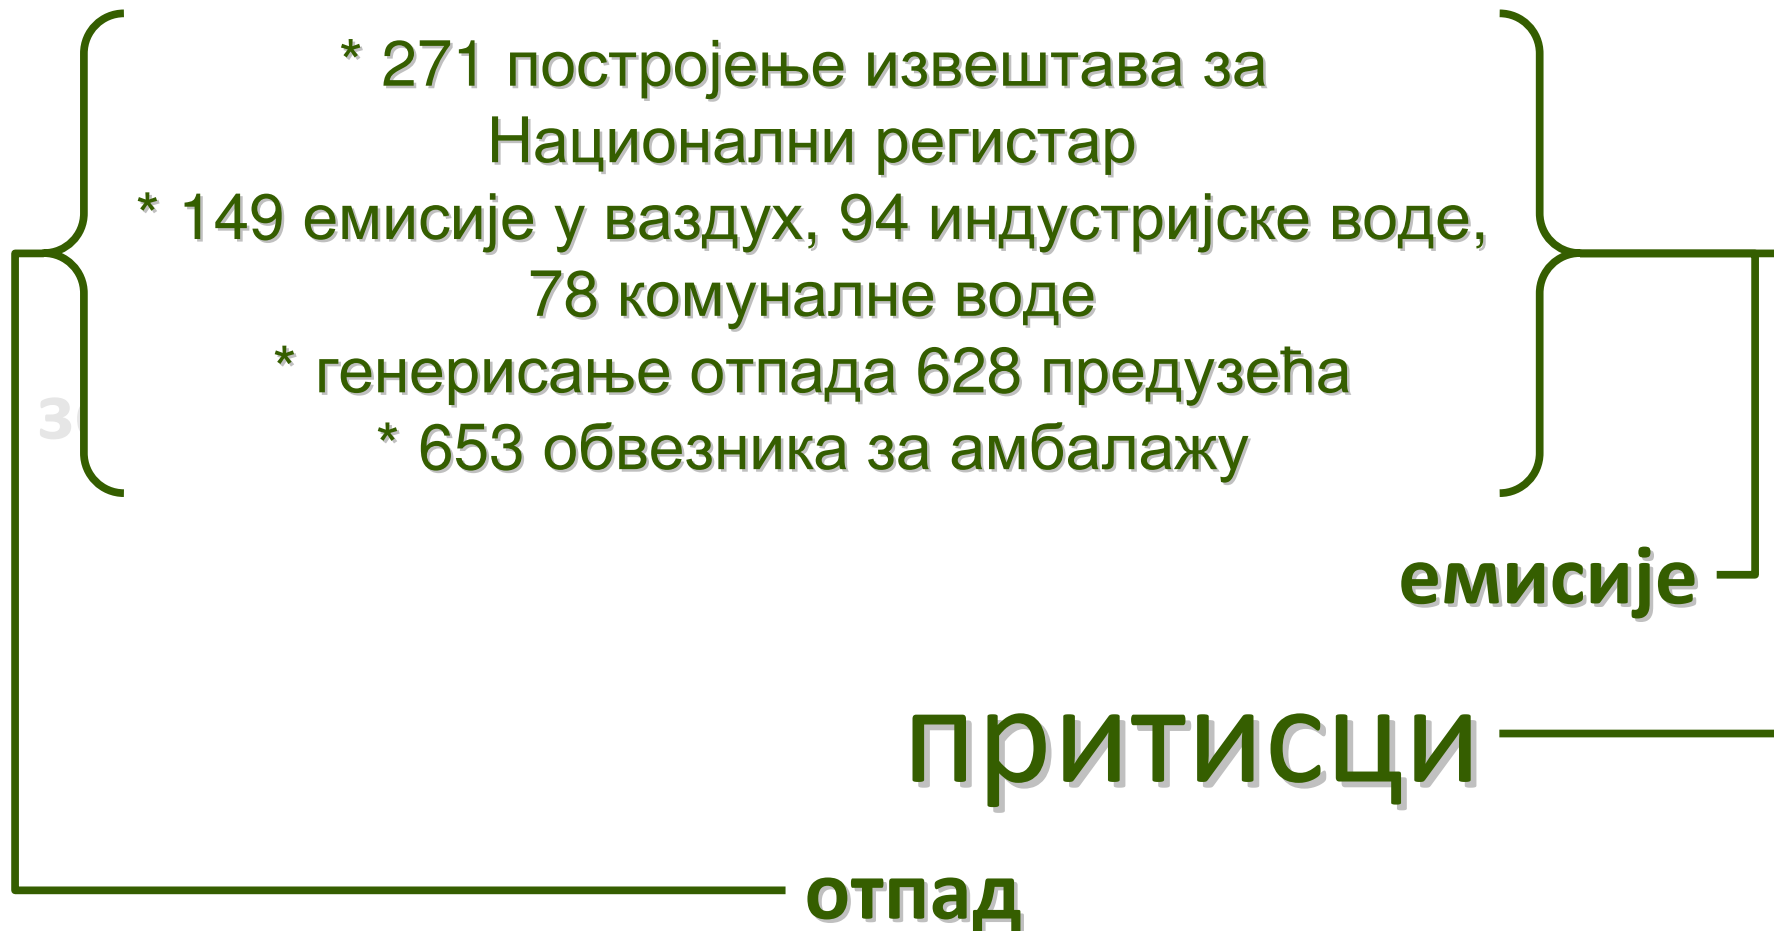 * 271 постројење извештава за
Национални регистар
* 149 емисије у ваздух, 94 индустријске воде,
78 комуналне воде
* генерисање отпада 628 предузећа
* 653 обвезника за амбалажу
емисије
притисци
отпад